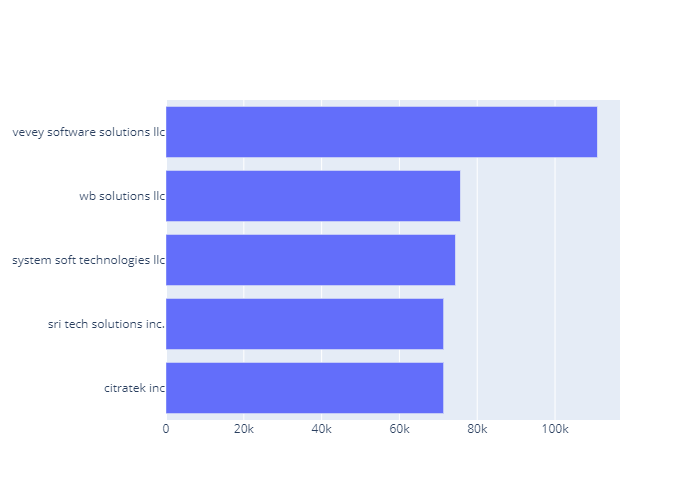 vevey software solutions llc
wb solutions llc
system soft technologies llc
sri tech solutions inc.
citratek inc
0 20k 40k 60k 80k 100k